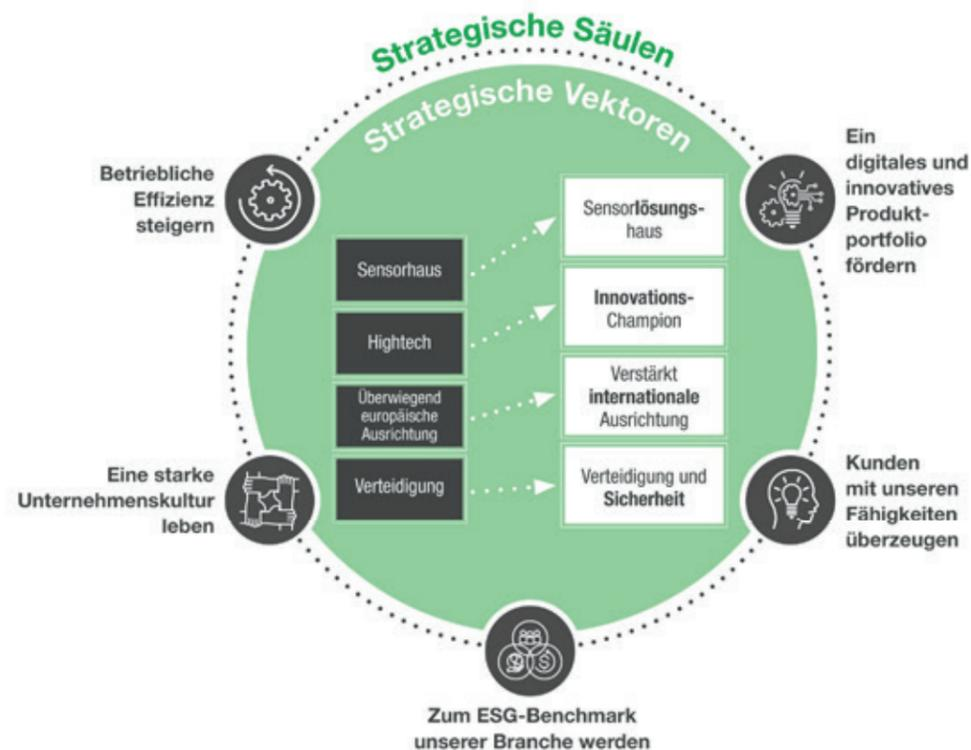 Strategische Säulen
Strategische Vektoren
Betriebliche
Effizienz
steigern
Ein
digitales und
innovatives
Produkt-
portfolio
fördern
Sensorhaus
Sensorlösungs-
haus
Hightech
Innovations-
Champion
Überwiegend
europäische
Ausrichtung
Verstärkt
internationale
Ausrichtung
Verteidigung
Verteidigung und
Sicherheit
Eine starke
Unternehmenskultur
leben
Kunden
mit unseren
Fähigkeiten
überzeugen
$
Zum ESG-Benchmark
unserer Branche werden